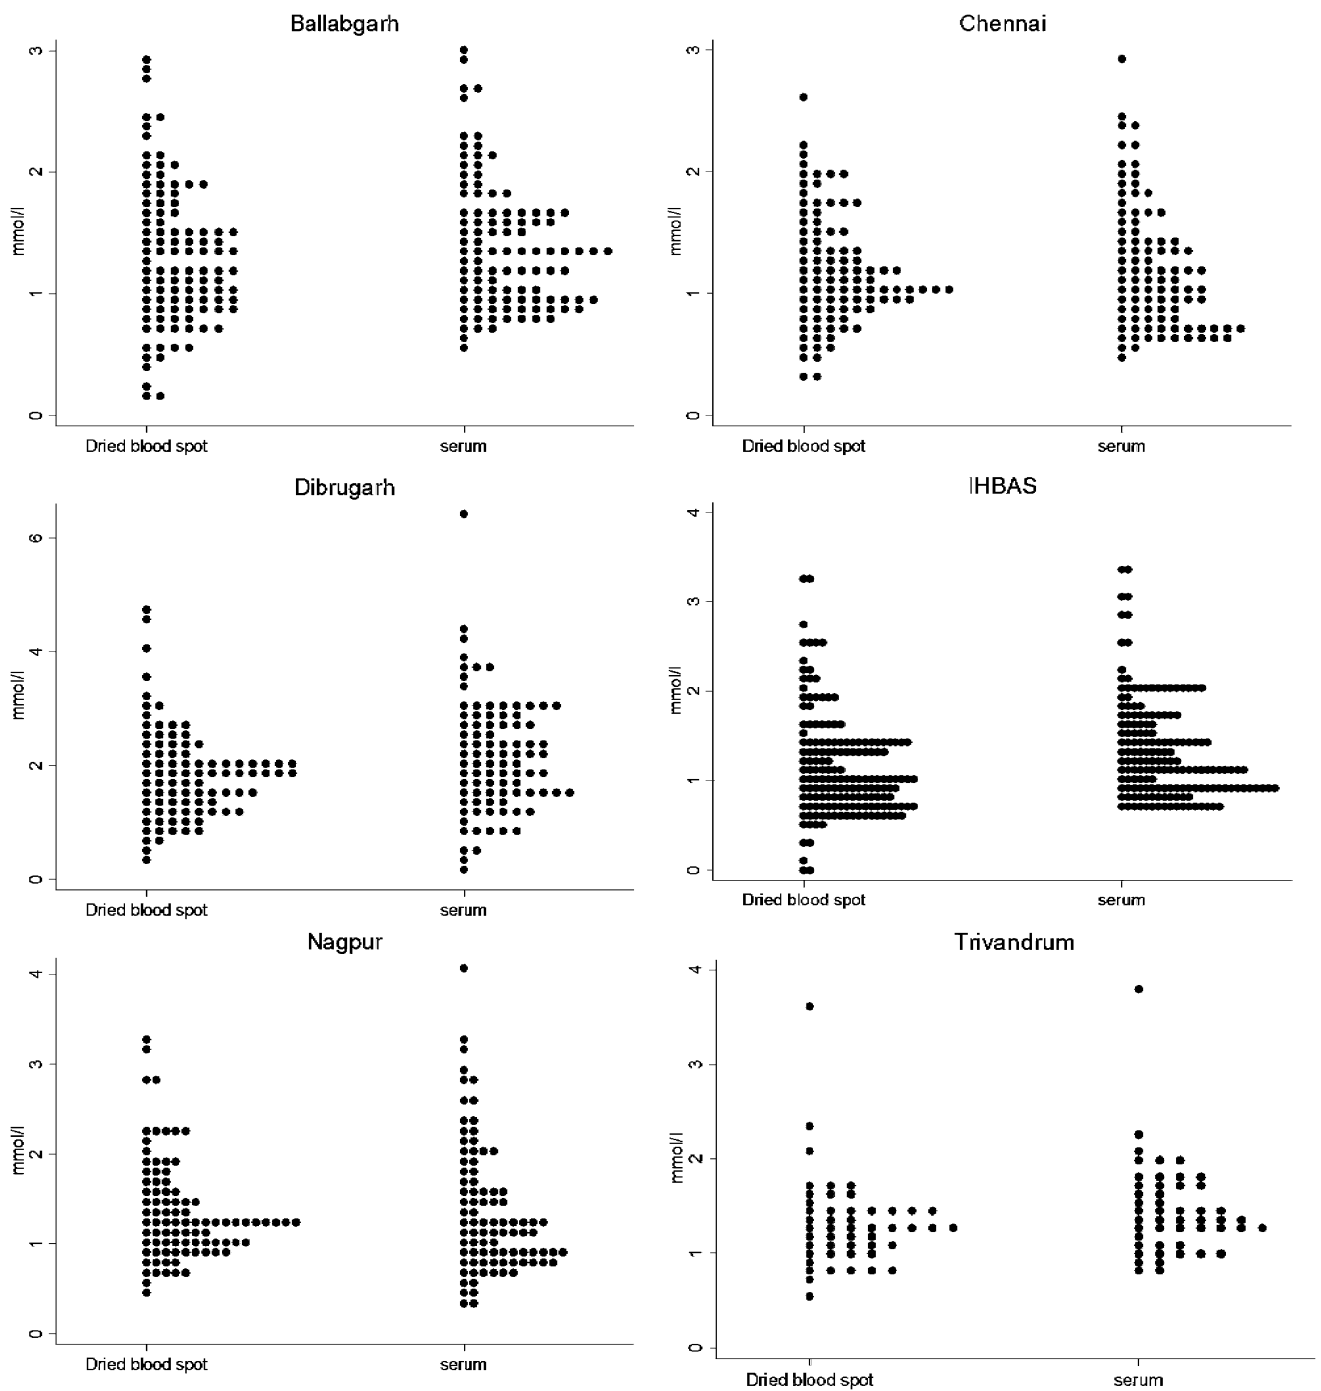 Ballabgarh
3
2
1
0
mmol/l
Dried blood spot
serum
Chennai
3
2
1
0
mmol/l
Dried blood spot
serum
Dibrugarh
6
4
2
0
mmol/l
Dried blood spot
serum
IHBAS
4
3
2
1
0
mmol/l
Dried blood spot
serum
Nagpur
4
3
2
1
0
mmol/l
Dried blood spot
serum
Trivandrum
4
3
2
1
0
mmol/l
Dried blood spot
serum